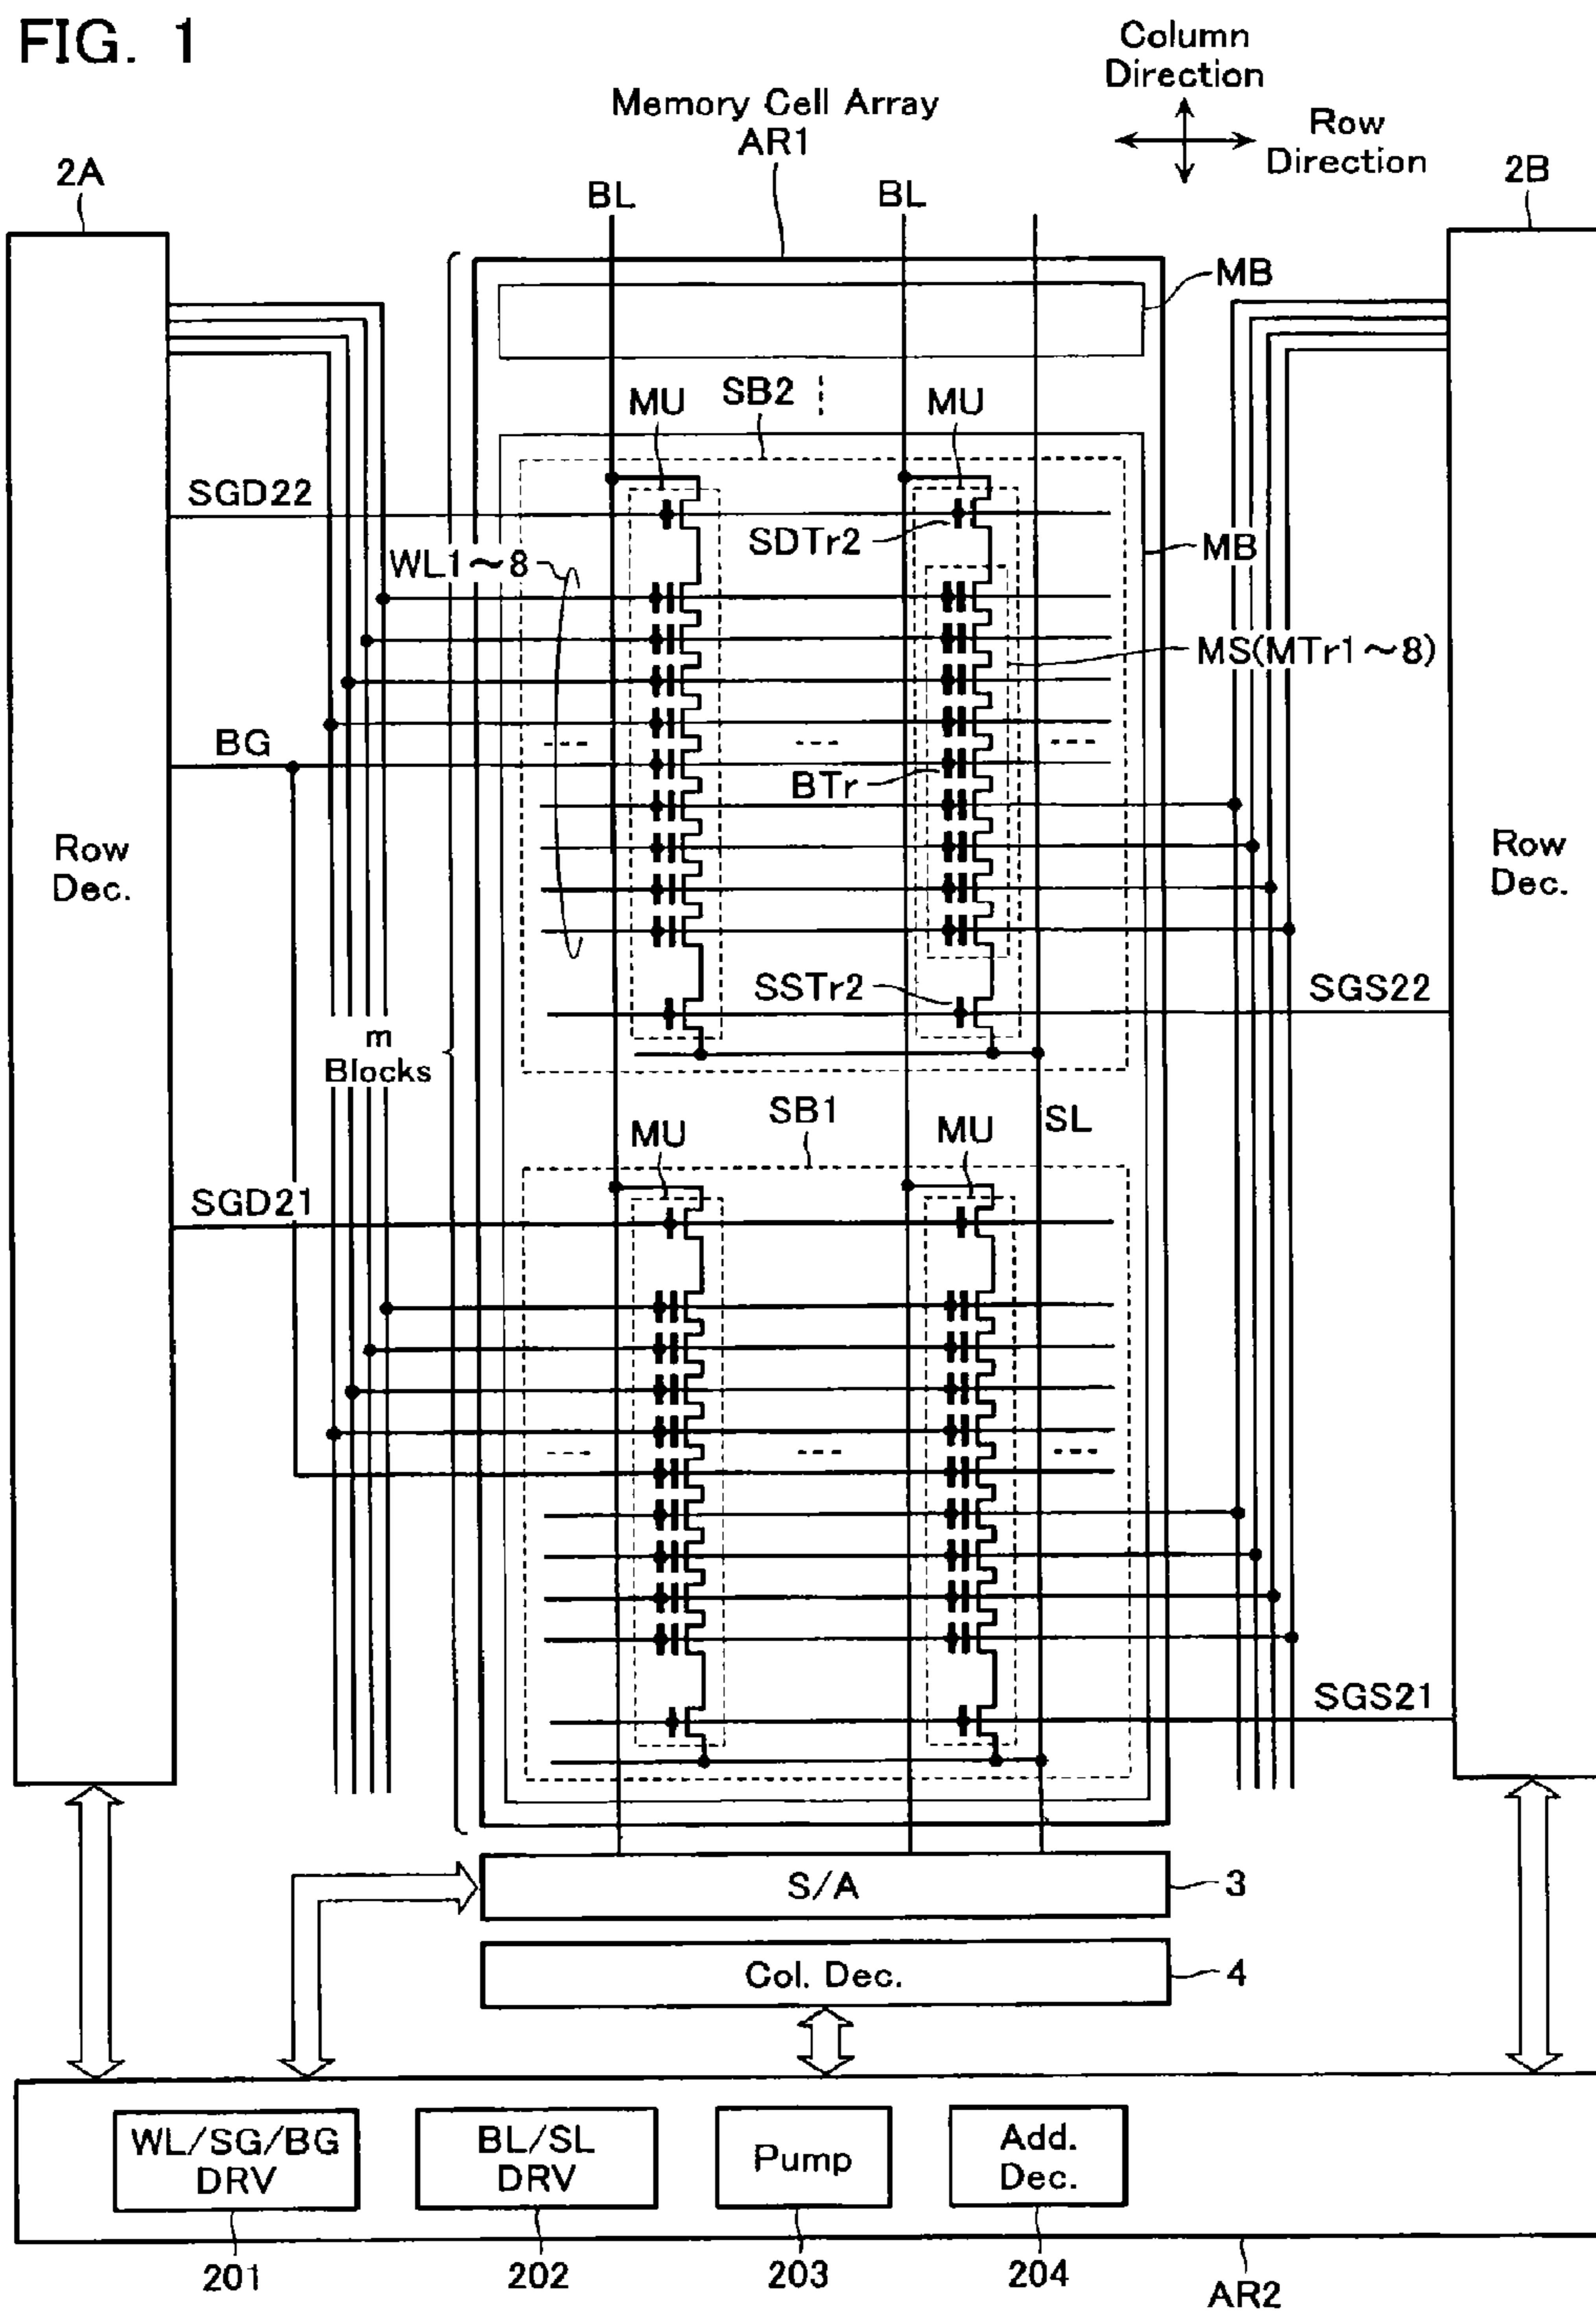 FIG. 1
Column
Direction
Row
Direction
Memory Cell Array
AR1
2A
2B
BL
BL
MB
MU
SB2
MU
SGD22
SDTr2
WL1~8
MB
MS(MTr1~8)
BG
BTr
Row
Dec.
Row
Dec.
SSTr2
SGS22
m
Blocks
SB1
SL
MU
MU
SGD21
SGS21
S/A
3
Col. Dec.
4
WL/SG/BG
DRV
BL/SL
DRV
Pump
Add.
Dec.
201
202
203
204
AR2